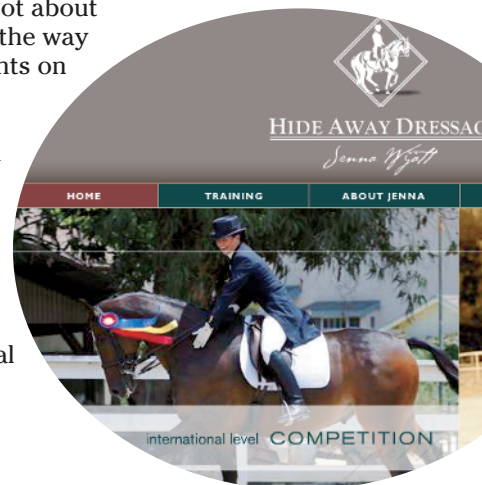 ot about
the way
nts on
al
HIDE AWAY DRESSAG
Jenna Wyatt
HOME TRAINING ABOUT JENNA
international level COMPETITION